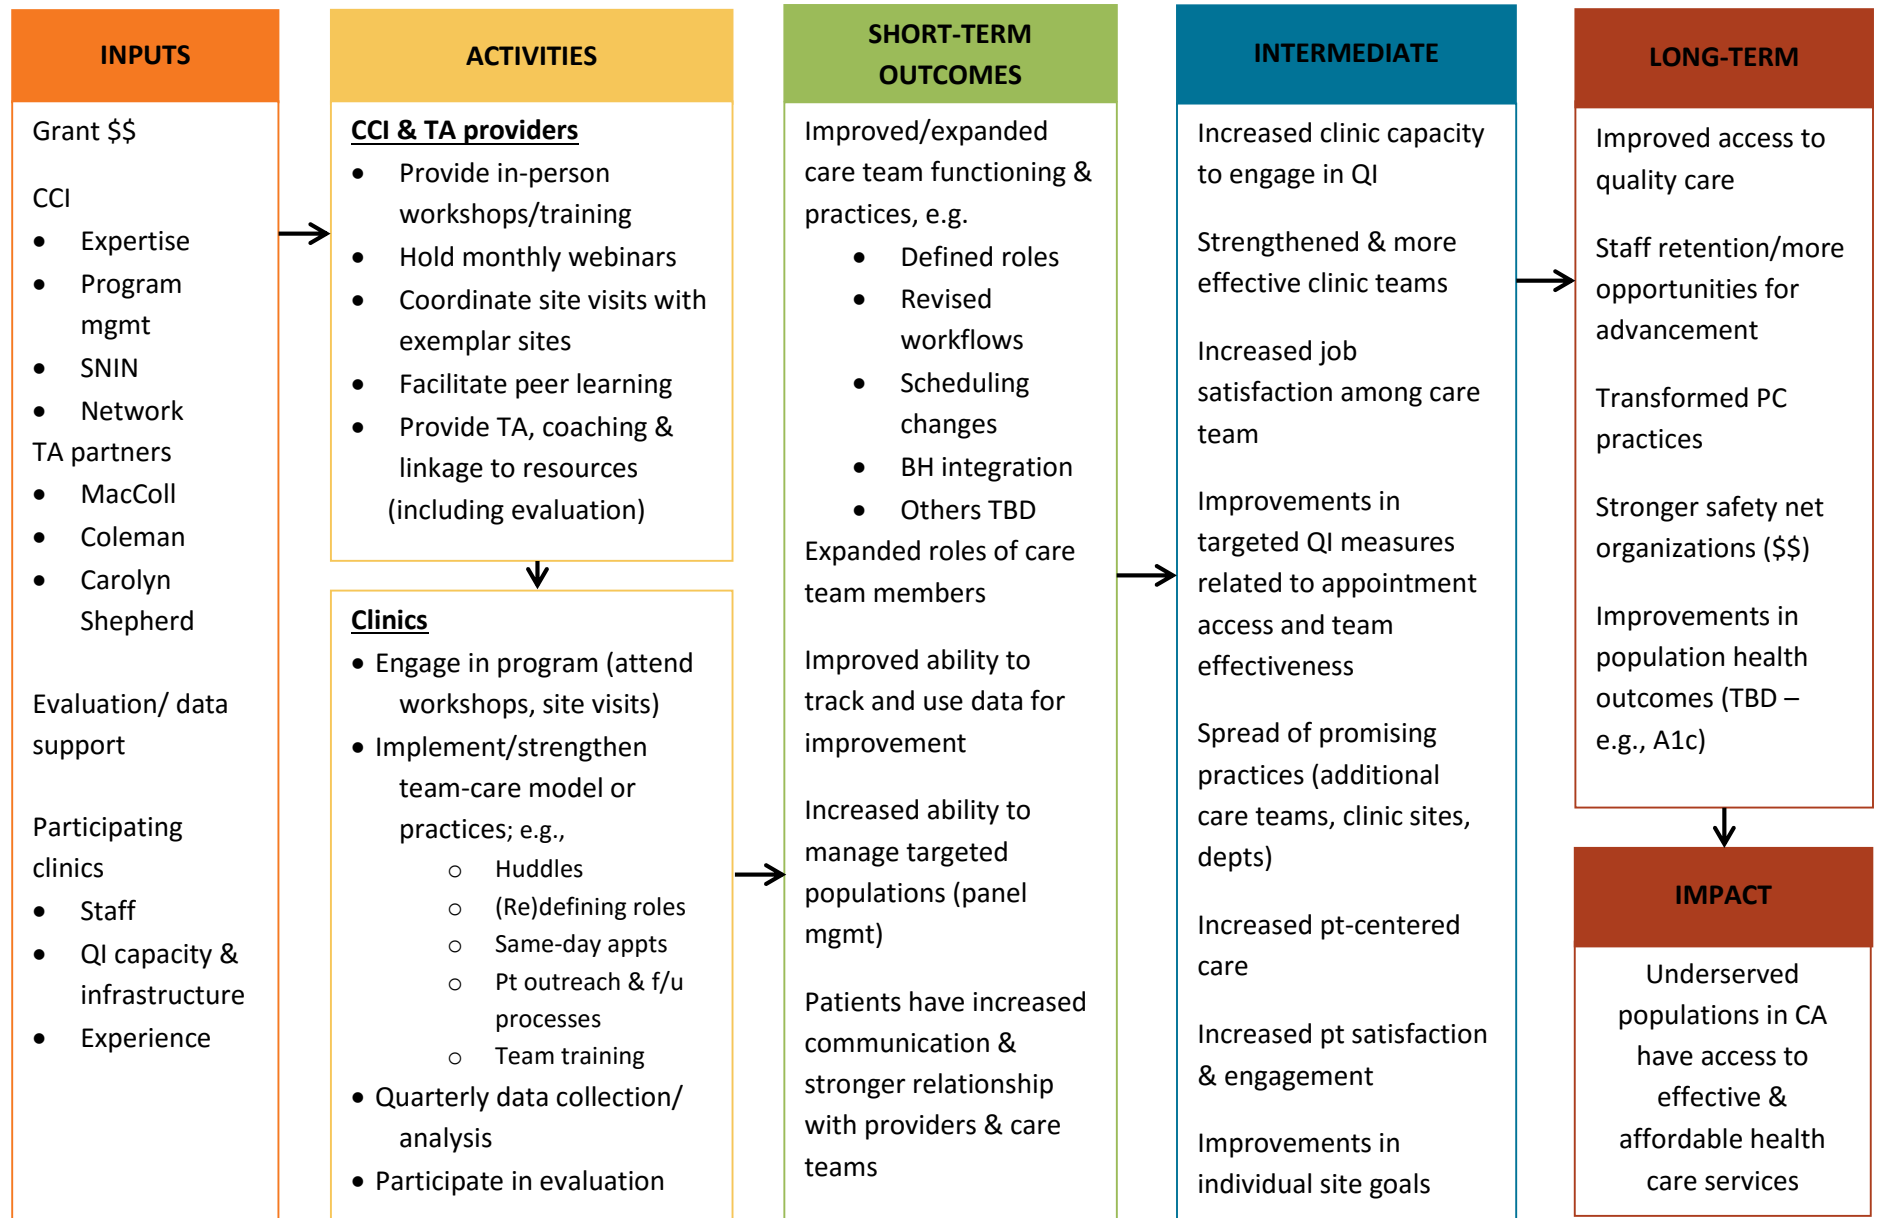 INPUTS
Grant $$
CCI
• Expertise
• Program
mgmt
• SNIN
• Network
TA partners
• MacColl
• Coleman
• Carolyn
Shepherd
Evaluation/ data
support
Participating
clinics
• Staff
• QI capacity &
infrastructure
• Experience
ACTIVITIES
CCI & TA providers
• Provide in-person
workshops/training
• Hold monthly webinars
• Coordinate site visits with
exemplar sites
• Facilitate peer learning
• Provide TA, coaching &
linkage to resources
(including evaluation)
Clinics
• Engage in program (attend
workshops, site visits)
• Implement/strengthen
team-care model or
practices; e.g.,
o Huddles
o (Re)defining roles
o Same-day appts
o Pt outreach & f/u
processes
o Team training
• Quarterly data collection/
analysis
• Participate in evaluation
SHORT-TERM
OUTCOMES
Improved/expanded
care team functioning &
practices, e.g.
• Defined roles
• Revised
workflows
• Scheduling
changes
• BH integration
• Others TBD
Expanded roles of care
team members
Improved ability to
track and use data for
improvement
Increased ability to
manage targeted
populations (panel
mgmt)
Patients have increased
communication &
stronger relationship
with providers & care
teams
INTERMEDIATE
Increased clinic capacity
to engage in QI
Strengthened & more
effective clinic teams
Increased job
satisfaction among care
team
Improvements in
targeted QI measures
related to appointment
access and team
effectiveness
Spread of promising
practices (additional
care teams, clinic sites,
depts)
Increased pt-centered
care
Increased pt satisfaction
& engagement
Improvements in
individual site goals
LONG-TERM
Improved access to
quality care
Staff retention/more
opportunities for
advancement
Transformed PC
practices
Stronger safety net
organizations ($$)
Improvements in
population health
outcomes (TBD –
e.g., A1c)
IMPACT
Underserved
populations in CA
have access to
effective &
affordable health
care services